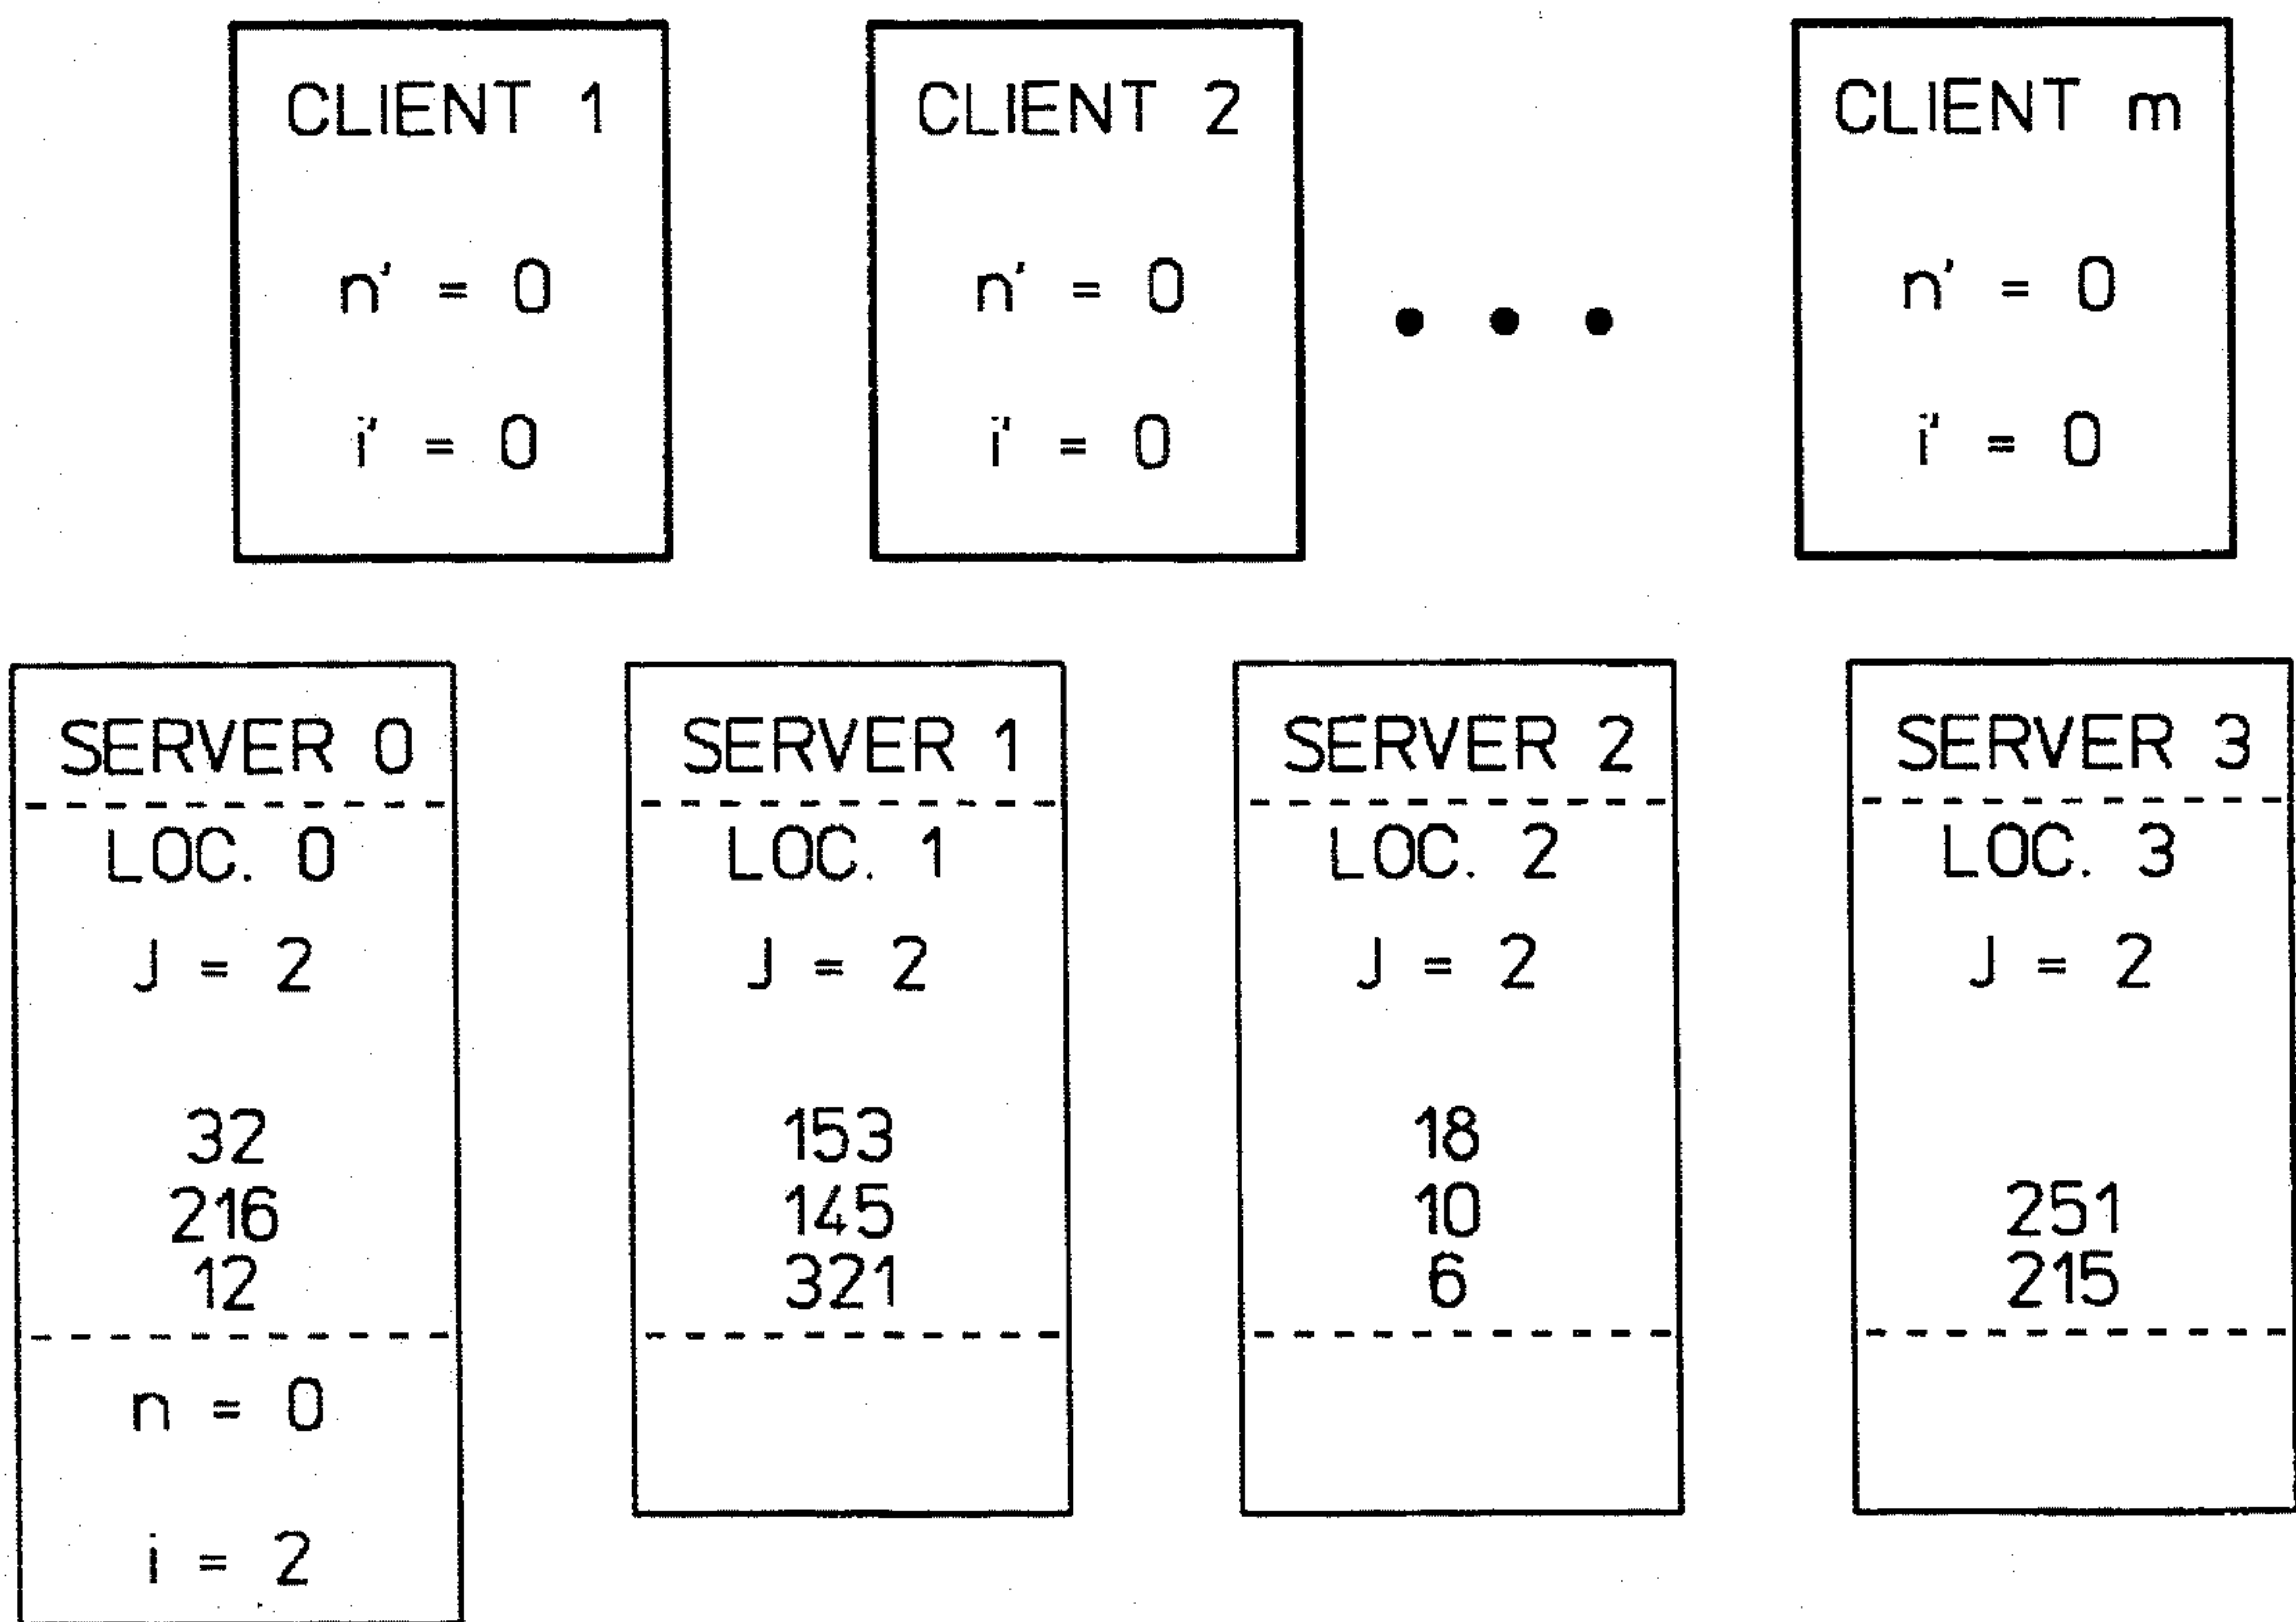 CLIENT 1
n' = 0
i' = 0
CLIENT 2
n' = 0
i' = 0
CLIENT m
n' = 0
i' = 0
SERVER 0
LOC. 0
J = 2
32
216
12
n = 0
i = 2
SERVER 1
LOC. 1
J = 2
153
145
321
SERVER 2
LOC. 2
J = 2
18
10
6
SERVER 3
LOC. 3
J = 2
251
215